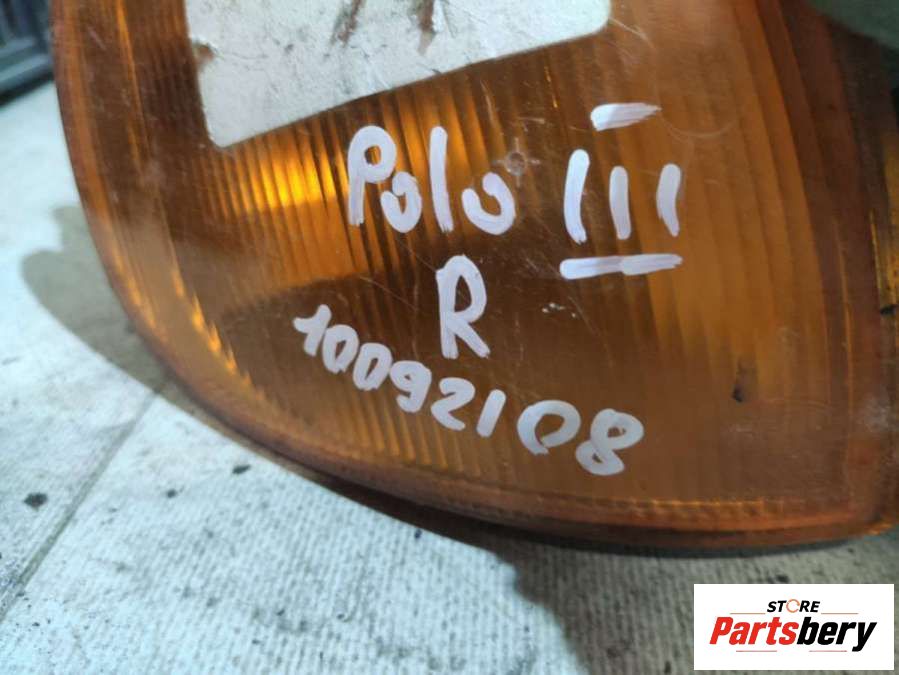 Polo III
R
10092108
STORE
Partsbery